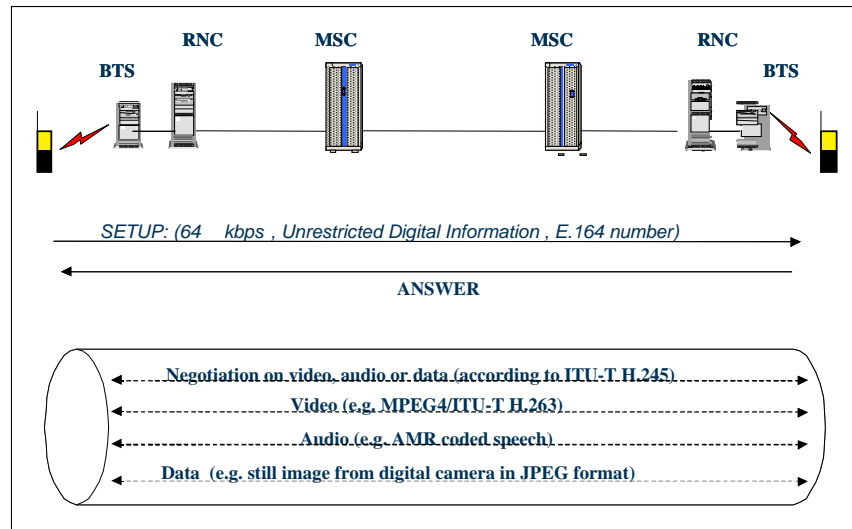 RNC MSC MSC RNC
BTS BTS
SETUP: (64 kbps , Unrestricted Digital Information , E.164 number)
ANSWER
Negotiation on video, audio or data (according to ITU-T H.245)
Video (e.g. MPEG4/ITU-T H.263)
Audio (e.g. AMR coded speech)
Data (e.g. still image from digital camera in JPEG format)